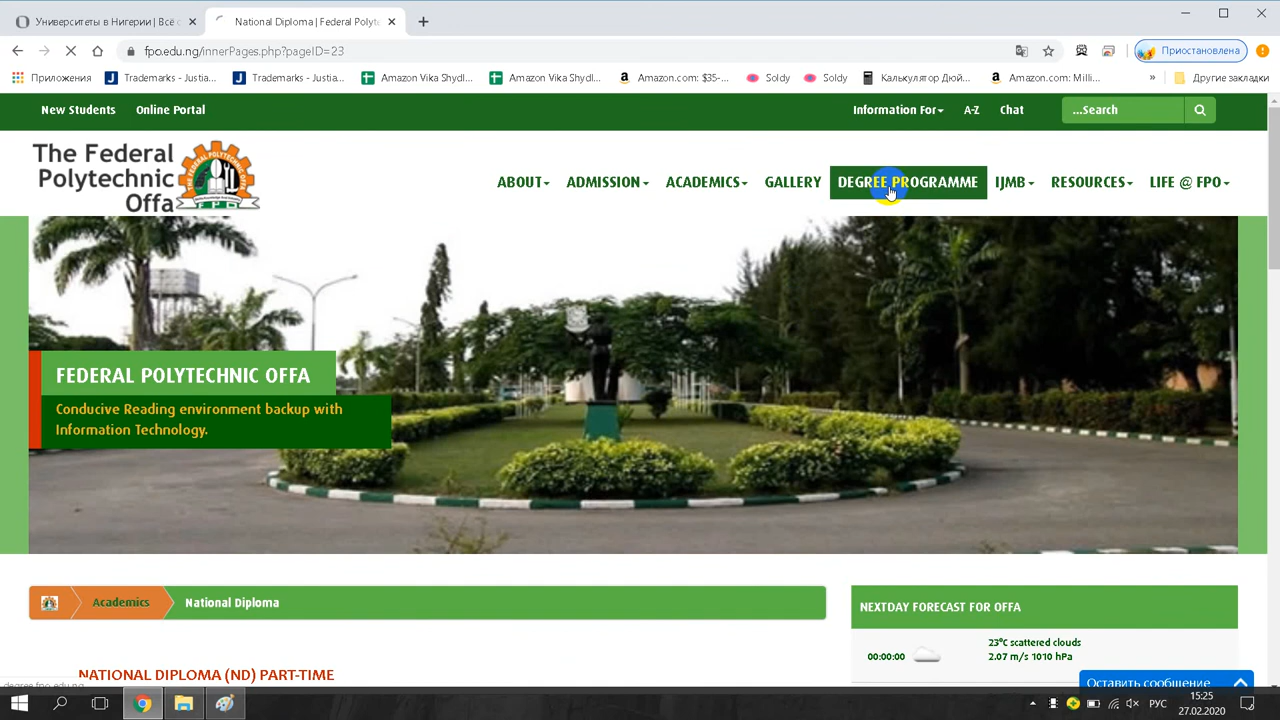 Университеты в Нигерии | Всё о
National Diploma | Federal Polyte
fpo.edu.ng/innerPages.php?pageID=23
Приостановлена
Приложения
Trademarks - Justia...
Trademarks - Justia...
Amazon Vika Shydl...
Amazon Vika Shydl...
Amazon.com: $35-...
Soldy
Soldy
Калькулятор Дюй...
Amazon.com: Milli...
»
Другие закладки
New Students
Online Portal
Information For
A-Z
Chat
...Search
The Federal
Polytechnic
Offa
FPO
ABOUT
ADMISSION
ACADEMICS
GALLERY
DEGREE PROGRAMME
IJMB
RESOURCES
LIFE @ FPO
FEDERAL POLYTECHNIC OFFA
Conducive Reading environment backup with
Information Technology.
Academics
National Diploma
NEXTDAY FORECAST FOR OFFA
00:00:00
23°C scattered clouds
2.07 m/s 1010 hPa
NATIONAL DIPLOMA (ND) PART-TIME
degree.fpo.edu.ng
Оставить сообщение
РУС
15:25
27.02.2020